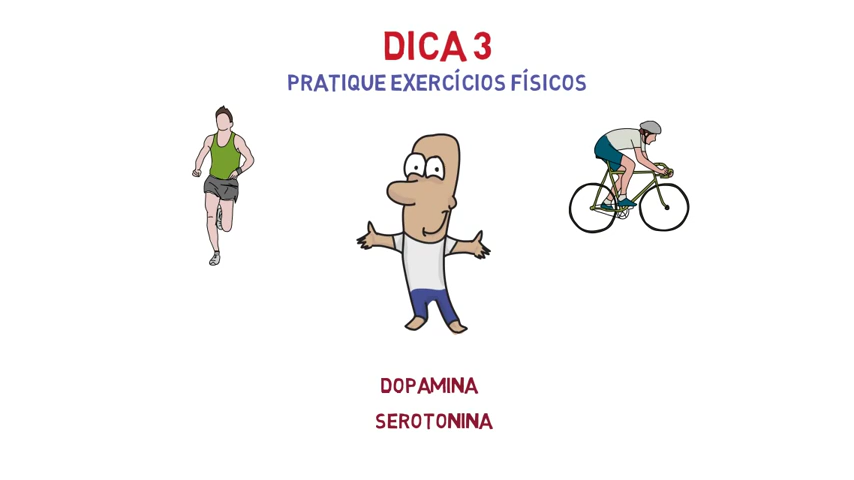 DICA 3
PRATIQUE EXERCÍCIOS FÍSICOS
DOPAMINA
SEROTONINA